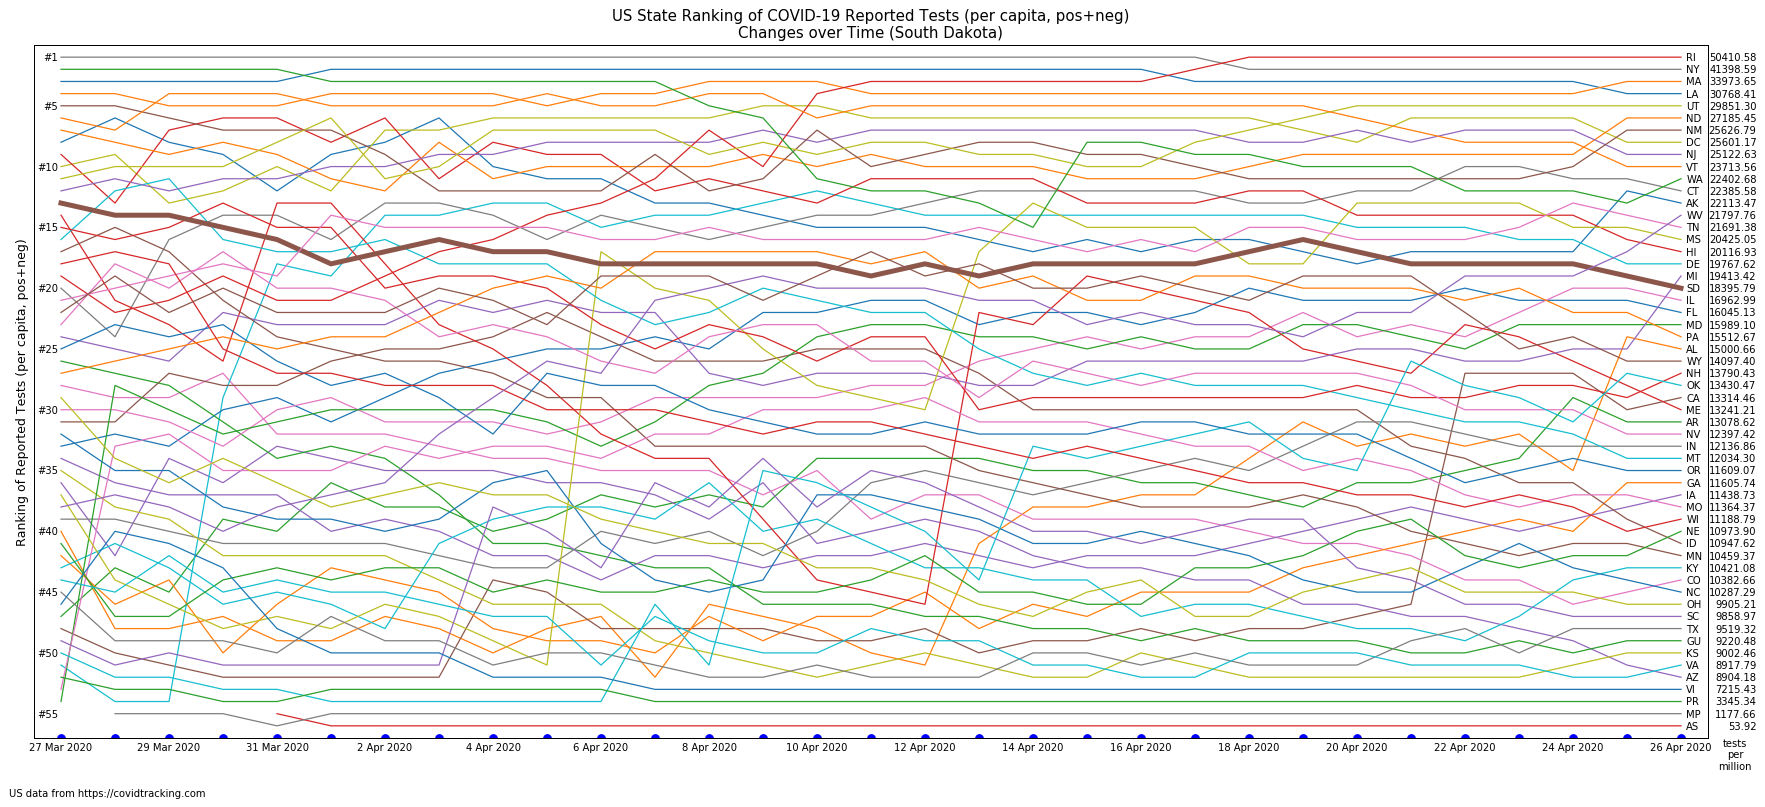 US State Ranking of COVID-19 Reported Tests (per capita, pos+neg)
Changes over Time (South Dakota)
Ranking of Reported Tests (per capita, pos+neg)
#1
#5
#10
#15
#20
#25
#30
#35
#40
#45
#50
#55
RI 50410.58
NY 41398.59
MA 33973.65
LA 30768.41
UT 29851.30
ND 27185.45
NM 25626.79
DC 25601.17
NJ 25122.63
VT 23713.56
WA 22402.68
CT 22385.58
AK 22113.47
WV 21797.76
TN 21691.38
MS 20425.05
HI 20116.93
DE 19767.62
MI 19413.42
SD 18395.79
IL 16962.99
FL 16045.13
MD 15989.10
PA 15512.67
AL 15000.66
WY 14097.40
NH 13790.43
OK 13430.47
CA 13314.46
ME 13241.21
AR 13078.62
NV 12397.42
IN 12136.86
MT 12034.30
OR 11609.07
GA 11605.74
IA 11438.73
MO 11364.37
WI 11188.79
NE 10973.90
ID 10947.62
MN 10459.37
KY 10421.08
CO 10382.66
NC 10287.29
OH 9905.21
SC 9858.97
TX 9519.32
GU 9220.48
KS 9002.46
VA 8917.79
AZ 8904.18
VI 7215.43
PR 3345.34
MP 1177.66
AS 53.92
27 Mar 2020 29 Mar 2020 31 Mar 2020 2 Apr 2020 4 Apr 2020 6 Apr 2020 8 Apr 2020 10 Apr 2020 12 Apr 2020 14 Apr 2020 16 Apr 2020 18 Apr 2020 20 Apr 2020 22 Apr 2020 24 Apr 2020 26 Apr 2020
tests
per
million
US data from https://covidtracking.com